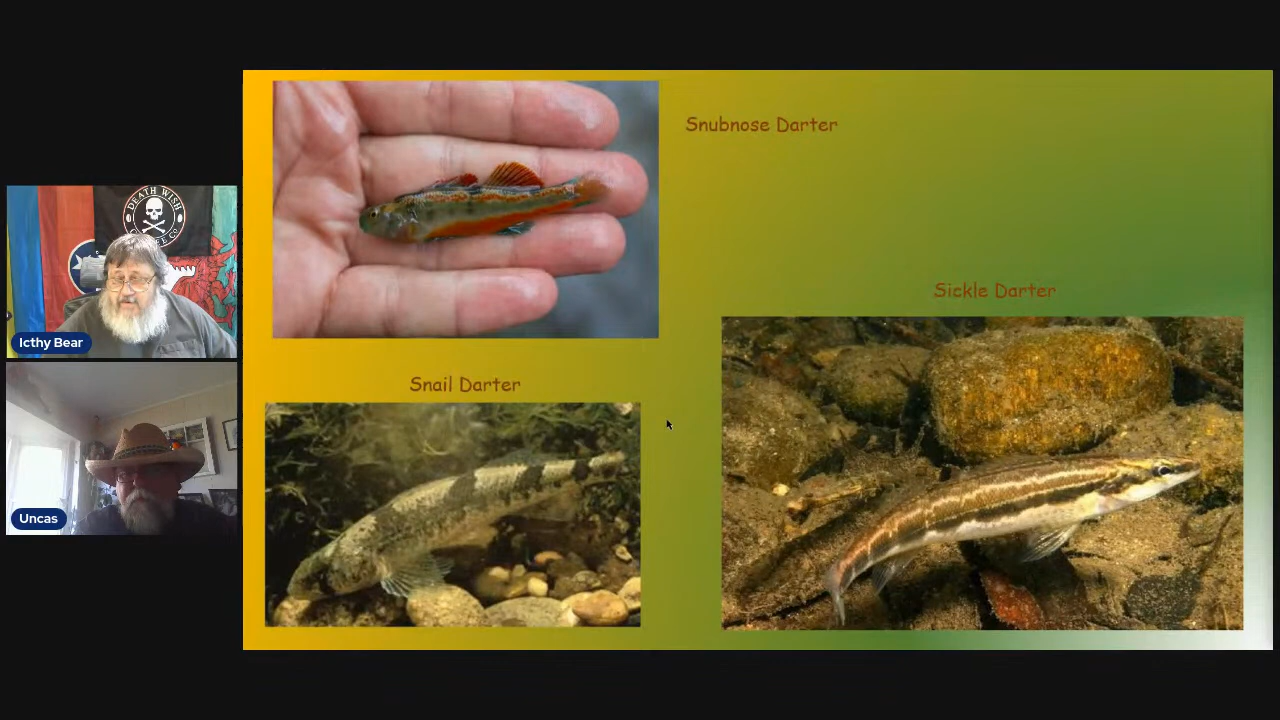 Snubnose Darter
Sickle Darter
DEATH WISH
Icthy Bear
Snail Darter
Uncas